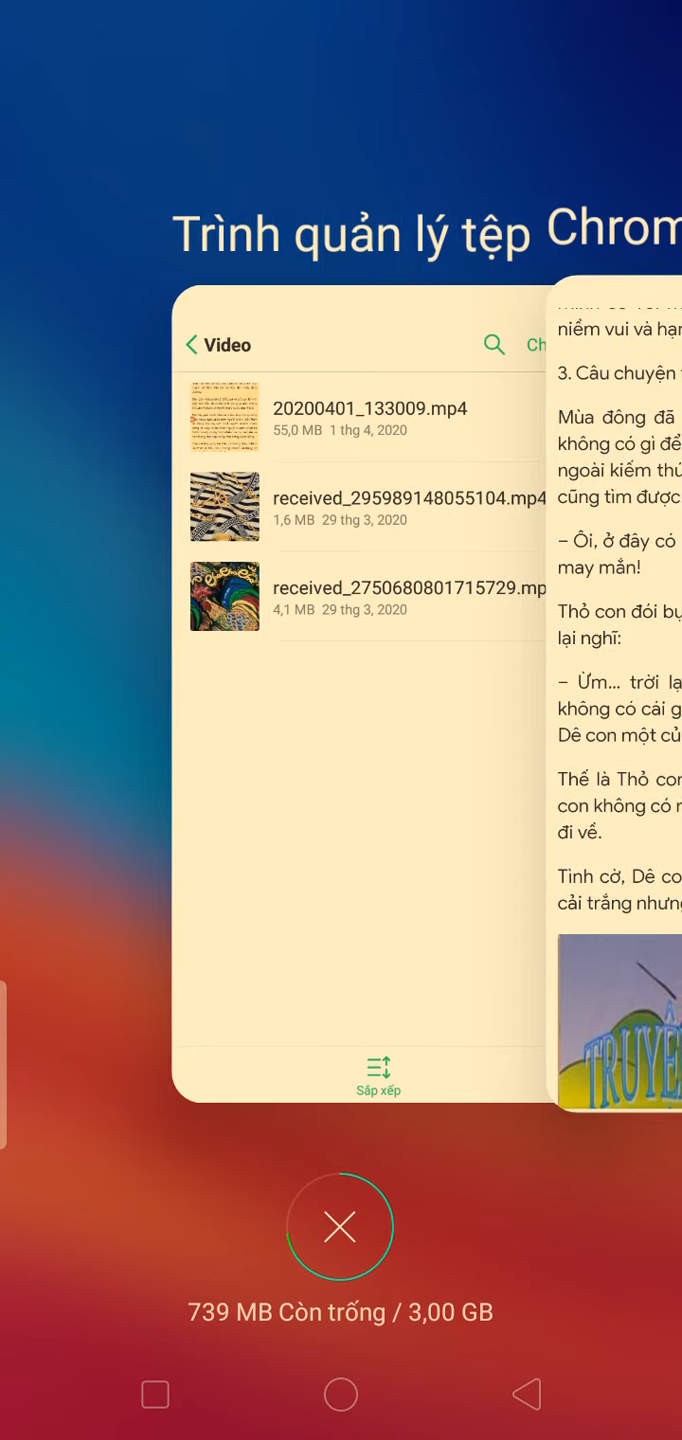 Trình quản lý tệp
Chrom
Video
Ch
20200401_133009.mp4
55,0 MB 1 thg 4, 2020
received_295989148055104.mp4
1,6 MB 29 thg 3, 2020
received_2750680801715729.mp
4,1 MB 29 thg 3, 2020
Sắp xếp
niềm vui và hạn
3. Câu chuyện
Mùa đông đã
không có gì để
ngoài kiếm thứ
cũng tìm được
– Ôi, ở đây có
may mắn!
Thỏ con đói bụ
lại nghĩ:
– Ừm... trời lạ
không có cái g
Dê con một củ
Thế là Thỏ con
con không có
đi về.
Tình cờ, Dê co
cải trắng nhưng
TRUYỆ
739 MB Còn trống / 3,00 GB